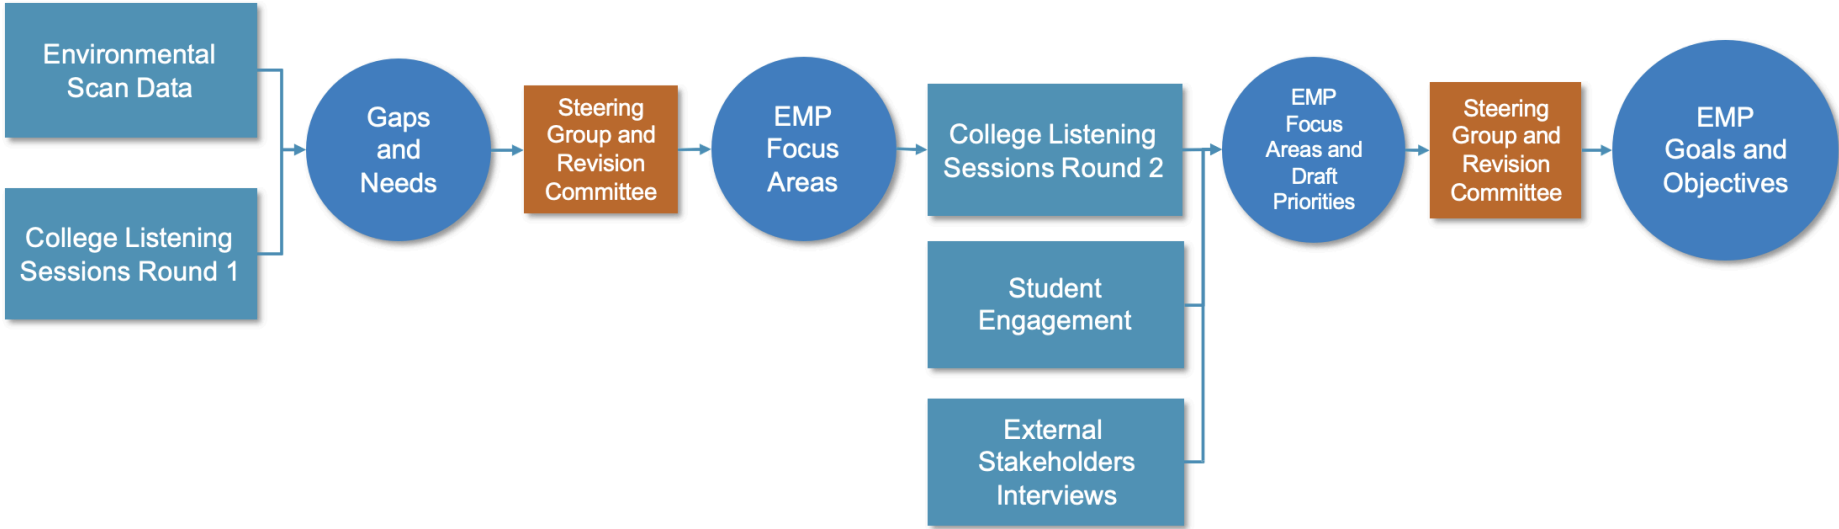 Environmental
Scan Data
College Listening
Sessions Round 1
Gaps
and
Needs
Steering
Group and
Revision
Committee
EMP
Focus
Areas
College Listening
Sessions Round 2
Student
Engagement
External
Stakeholders
Interviews
EMP
Focus
Areas and
Draft
Priorities
Steering
Group and
Revision
Committee
EMP
Goals and
Objectives